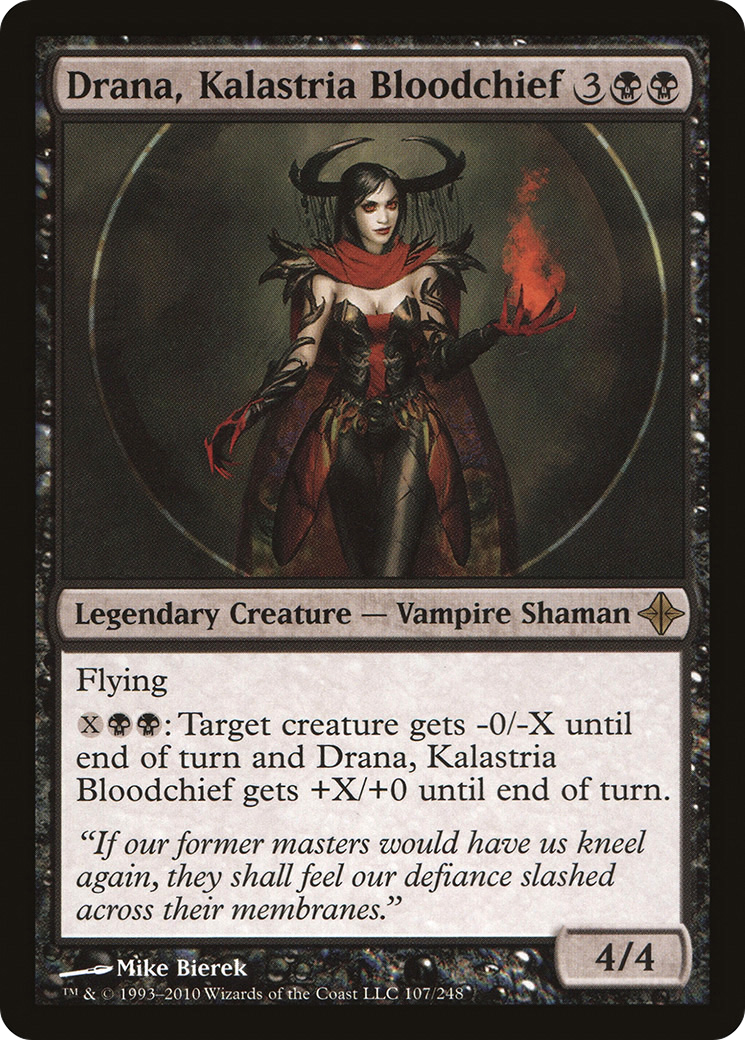 Drana, Kalastria Bloodchief 3
Legendary Creature — Vampire Shaman
Flying
X: Target creature gets -0/-X until
end of turn and Drana, Kalastria
Bloodchief gets +X/+0 until end of turn.
“If our former masters would have us kneel
again, they shall feel our defiance slashed
across their membranes.”
4/4
Mike Bierek
™ & © 1993–2010 Wizards of the Coast LLC 107/248